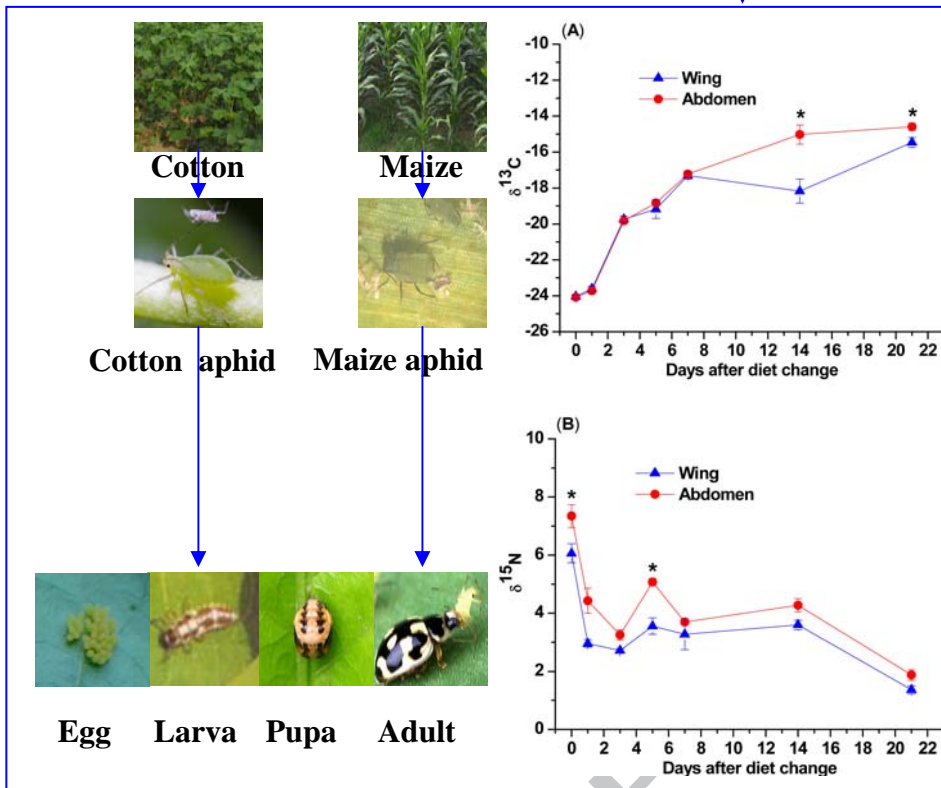 Cotton
Maize
Cotton aphid
Maize aphid
Egg Larva Pupa Adult
(A)
Wing
Abdomen
* *
δ13C
-10
-12
-14
-16
-18
-20
-22
-24
-26
0 2 4 6 8 10 12 14 16 18 20 22
Days after diet change
(B)
Wing
Abdomen
*
*
δ15N
10
8
6
4
2
0
0 2 4 6 8 10 12 14 16 18 20 22
Days after diet change